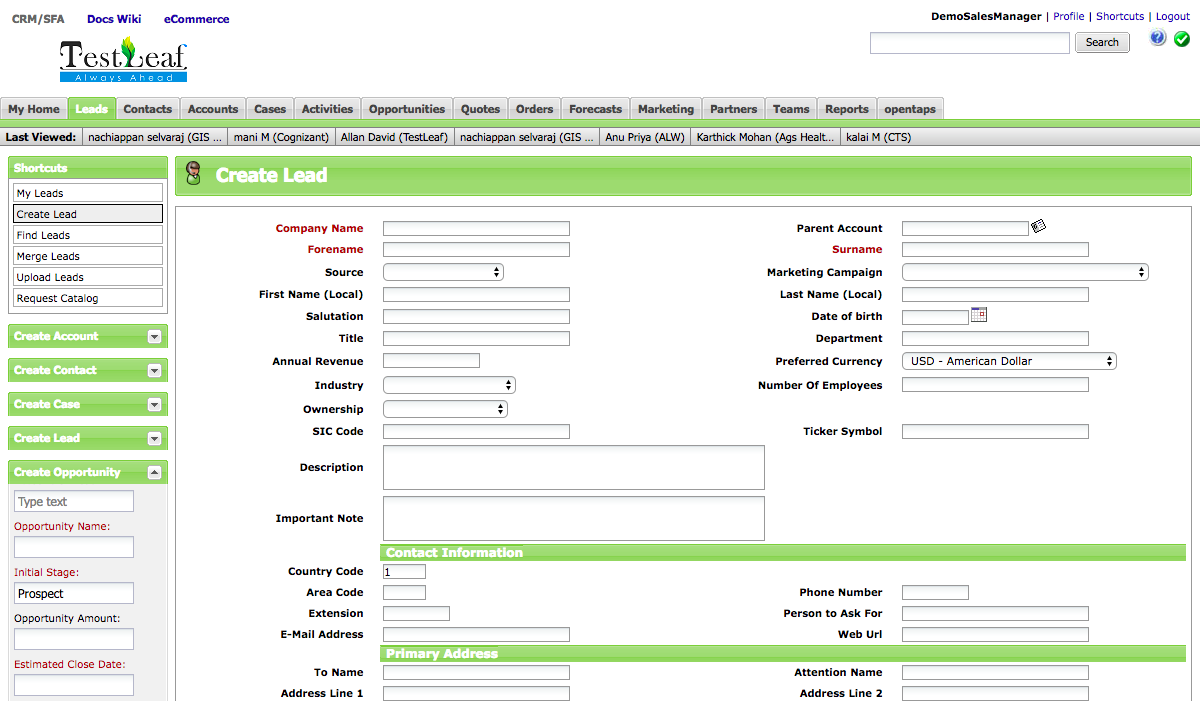 CRM/SFA Docs Wiki eCommerce
DemoSalesManager | Profile | Shortcuts | Logout
Search
TestLeaf
Always Ahead
My Home Leads Contacts Accounts Cases Activities Opportunities Quotes Orders Forecasts Marketing Partners Teams Reports opentaps
Last Viewed: nachiappan selvaraj (GIS ... mani M (Cognizant) Allan David (TestLeaf) nachiappan selvaraj (GIS ... Anu Priya (ALW) Karthick Mohan (Ags Healt... kalai M (CTS)
Shortcuts
My Leads
Create Lead
Find Leads
Merge Leads
Upload Leads
Request Catalog
Create Account
Create Contact
Create Case
Create Lead
Create Opportunity
Type text
Opportunity Name:
Initial Stage:
Prospect
Opportunity Amount:
Estimated Close Date:
Create Lead
Company Name Parent Account
Forename Surname
Source Marketing Campaign
First Name (Local) Last Name (Local)
Salutation Date of birth
Title Department
Annual Revenue Preferred Currency USD - American Dollar
Industry Number Of Employees
Ownership
SIC Code Ticker Symbol
Description
Important Note
Contact Information
Country Code 1
Area Code Phone Number
Extension Person to Ask For
E-Mail Address Web Url
Primary Address
To Name Attention Name
Address Line 1 Address Line 2